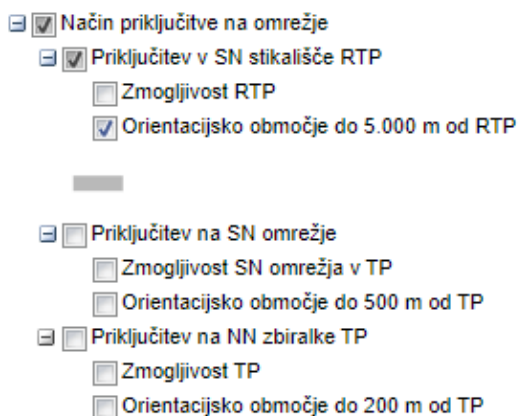 Način priključitve na omrežje
Priključitev v SN stikališče RTP
Zmogljivost RTP
Orientacijsko območje do 5.000 m od RTP
Priključitev na SN omrežje
Zmogljivost SN omrežja v TP
Orientacijsko območje do 500 m od TP
Priključitev na NN zbiralke TP
Zmogljivost TP
Orientacijsko območje do 200 m od TP